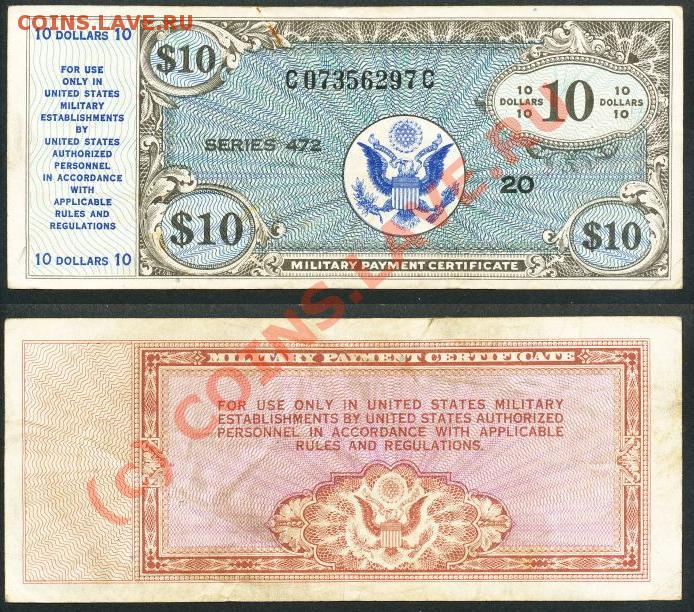 COINS.LAVE.RU
10 DOLLARS 10
FOR USE
ONLY IN
UNITED STATES
MILITARY
ESTABLISHMENTS
BY
UNITED STATES
AUTHORIZED
PERSONNEL
IN ACCORDANCE
WITH
APPLICABLE
RULES AND
REGULATIONS
10 DOLLARS 10
$10
C07356297C
SERIES 472
10
DOLLARS
10
10
10
DOLLARS
10
20
$10
$10
MILITARY PAYMENT CERTIFICATE
(c) COINS.LAVE.RU
MILITARY PAYMENT CERTIFICATE
FOR USE ONLY IN UNITED STATES MILITARY
ESTABLISHMENTS BY UNITED STATES AUTHORIZED
PERSONNEL IN ACCORDANCE WITH APPLICABLE
RULES AND REGULATIONS.